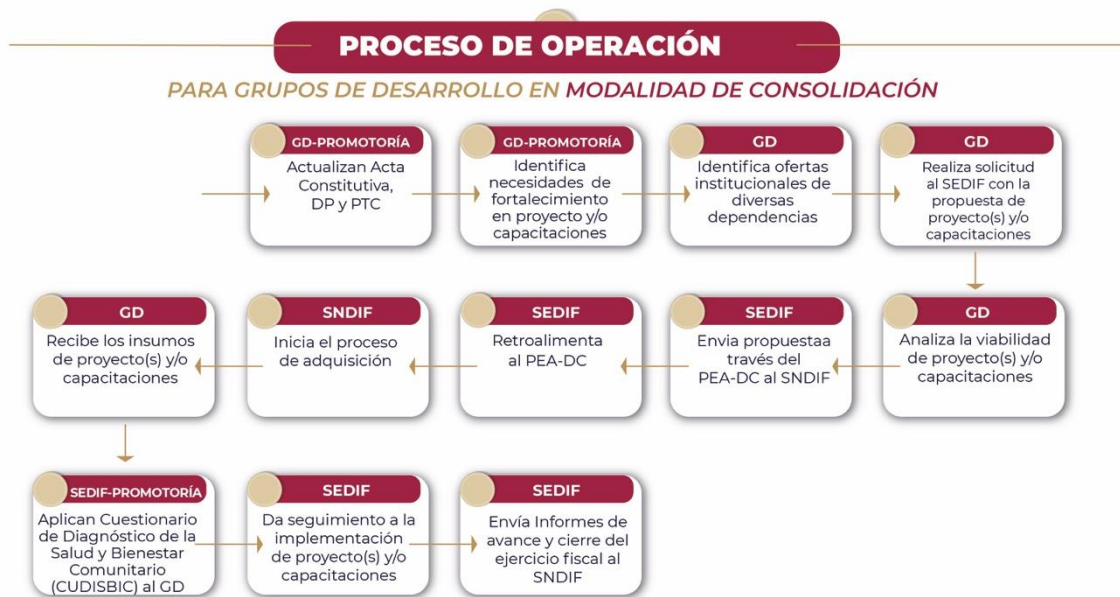 PROCESO DE OPERACIÓN
PARA GRUPOS DE DESARROLLO EN MODALIDAD DE CONSOLIDACIÓN
GD-PROMOTORÍA
Actualizan Acta
Constitutiva,
DP y PTC
GD-PROMOTORÍA
Identifica
necesidades de
fortalecimiento
en proyecto y/o
capacitaciones
GD
Identifica ofertas
institucionales de
diversas
dependencias
GD
Realiza solicitud
al SEDIF con la
propuesta de
proyecto(s) y/o
capacitaciones
GD
Analiza la viabilidad
de proyecto(s) y/o
capacitaciones
SEDIF
Envia propuestaa
través del
PEA-DC al SNDIF
SEDIF
Retroalimenta
al PEA-DC
SNDIF
Inicia el proceso
de adquisición
GD
Recibe los insumos
de proyecto(s) y/o
capacitaciones
SEDIF-PROMOTORÍA
Aplican Cuestionario
de Diagnóstico de la
Salud y Bienestar
Comunitario
(CUDISBIC) al GD
SEDIF
Da seguimiento a la
implementación
de proyecto(s) y/o
capacitaciones
SEDIF
Envía Informes de
avance y cierre del
ejercicio fiscal al
SNDIF